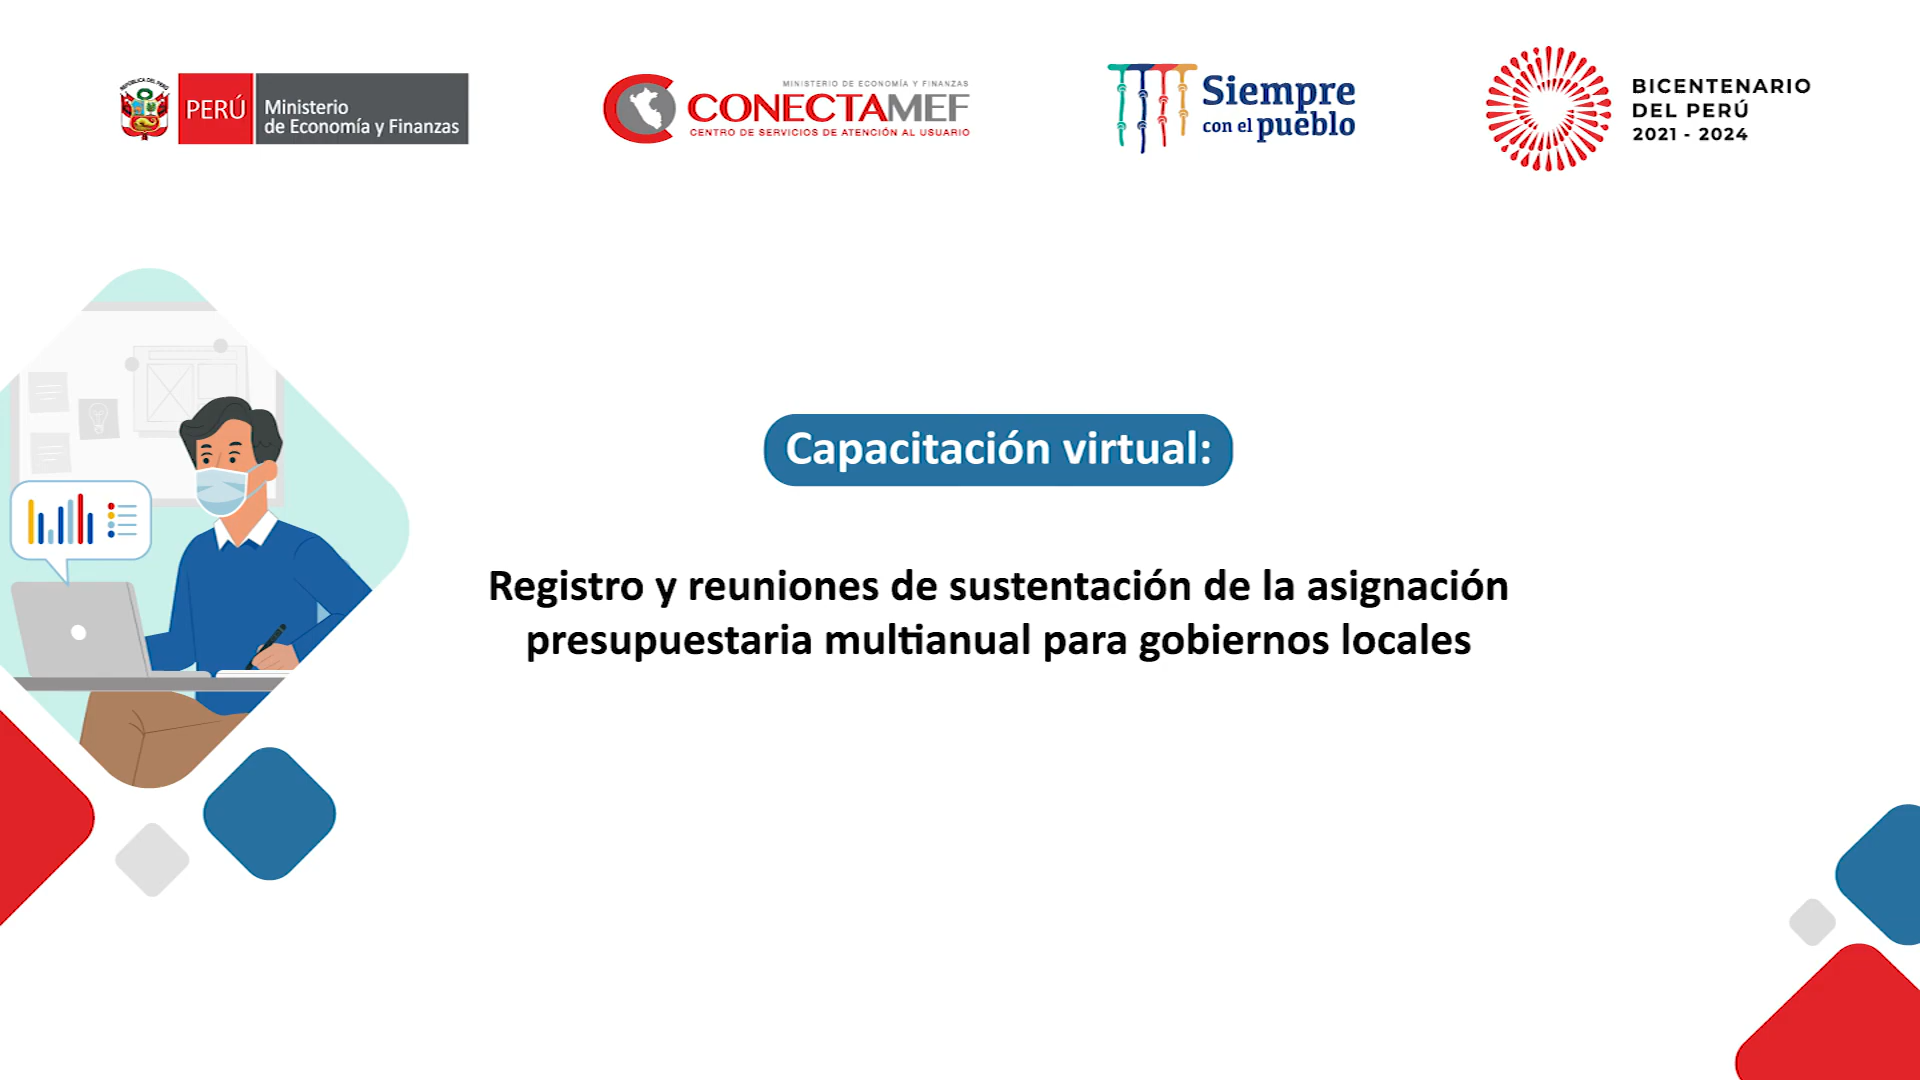 REPÚBLICA DEL PERÚ
PERÚ
Ministerio
de Economía y Finanzas
MINISTERIO DE ECONOMÍA Y FINANZAS
CONECTAMEF
CENTRO DE SERVICIOS DE ATENCIÓN AL USUARIO
Siempre
con el pueblo
BICENTENARIO
DEL PERÚ
2021 - 2024
Capacitación virtual:
Registro y reuniones de sustentación de la asignación
presupuestaria multianual para gobiernos locales